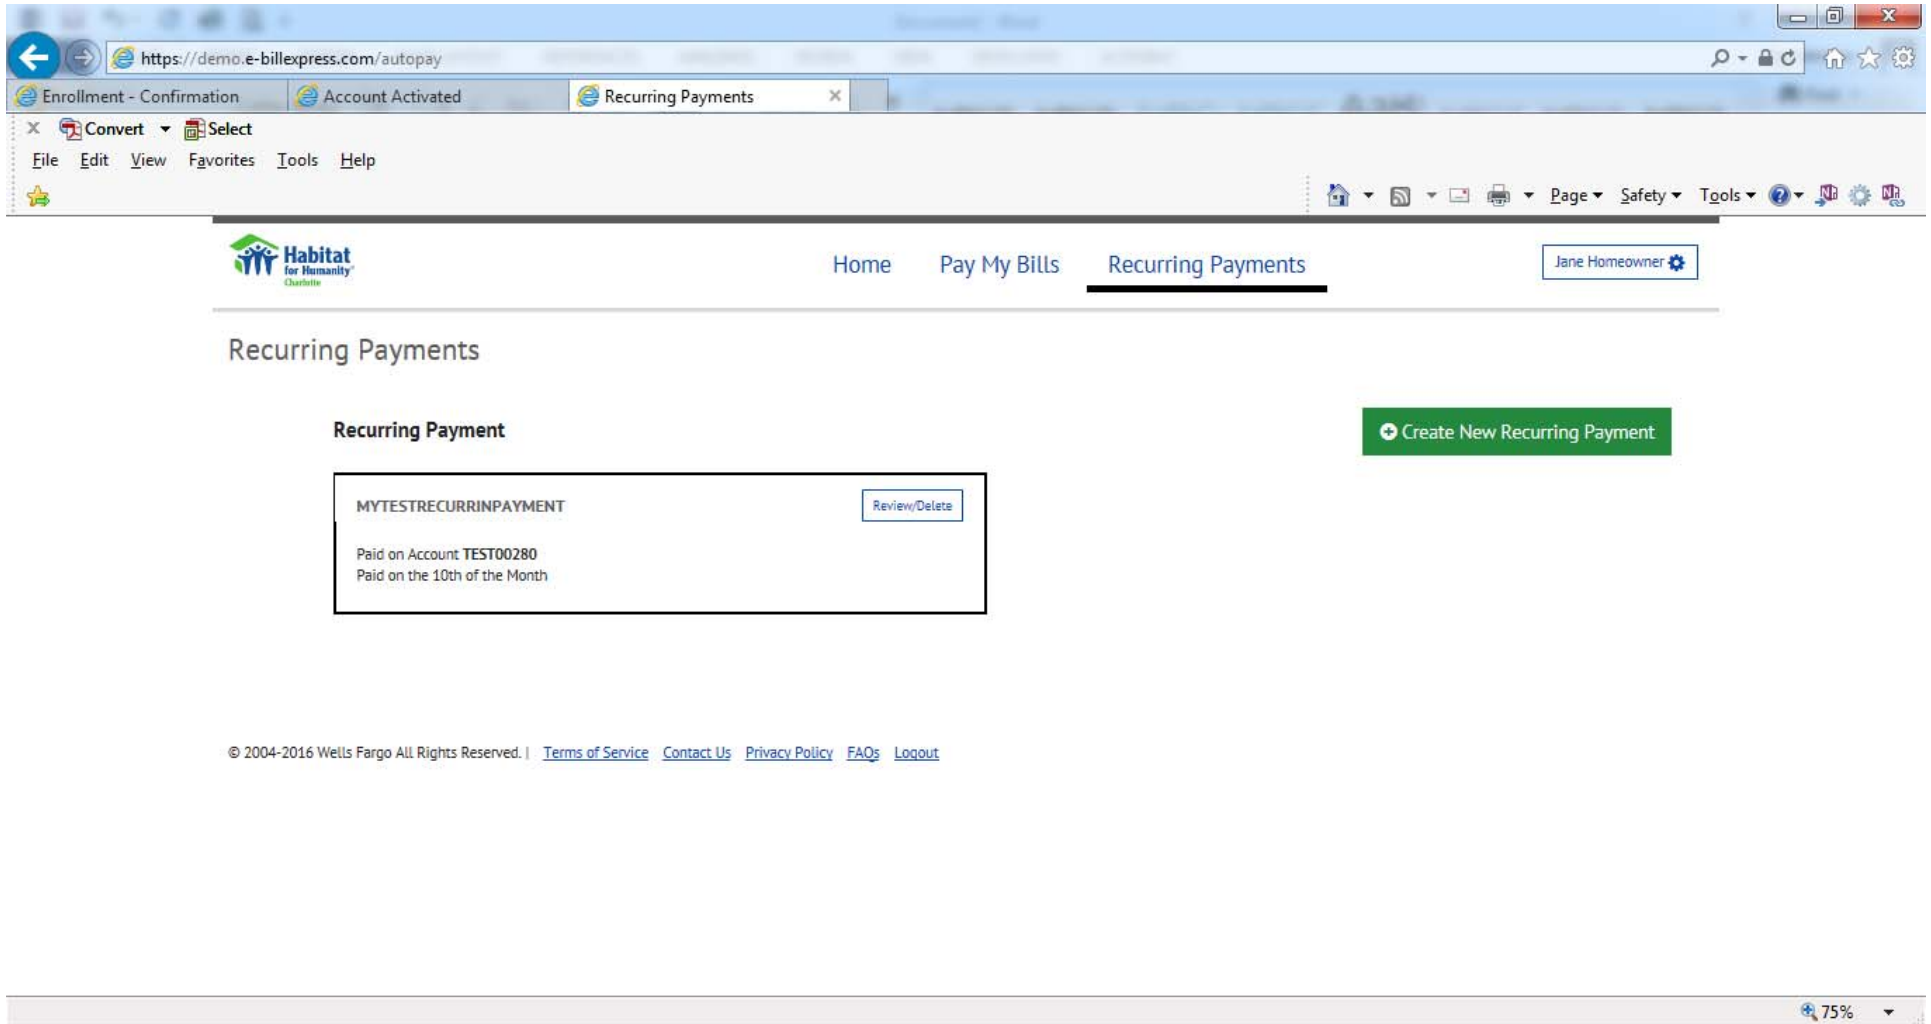 https://demo.e-billexpress.com/autopay
Enrollment - Confirmation Account Activated Recurring Payments
Convert Select
File Edit View Favorites Tools Help
Page Safety Tools
Habitat
for Humanity®
Charlotte
Home Pay My Bills Recurring Payments Jane Homeowner
Recurring Payments
Recurring Payment Create New Recurring Payment
MYTESTRECURRINPAYMENT Review/Delete
Paid on Account TEST00280
Paid on the 10th of the Month
© 2004-2016 Wells Fargo All Rights Reserved. | Terms of Service Contact Us Privacy Policy FAQs Logout
75%